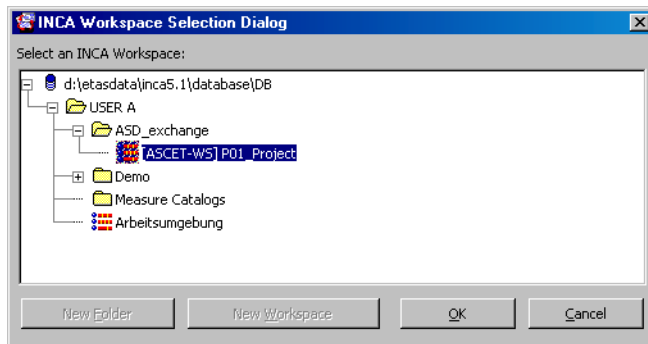 INCA Workspace Selection Dialog
Select an INCA Workspace:
d:\etasdata\inca5.1\database\DB
USER A
ASD_exchange
[ASCET-WS] P01_Project
Demo
Measure Catalogs
Arbeitsumgebung
New Folder New Workspace OK Cancel